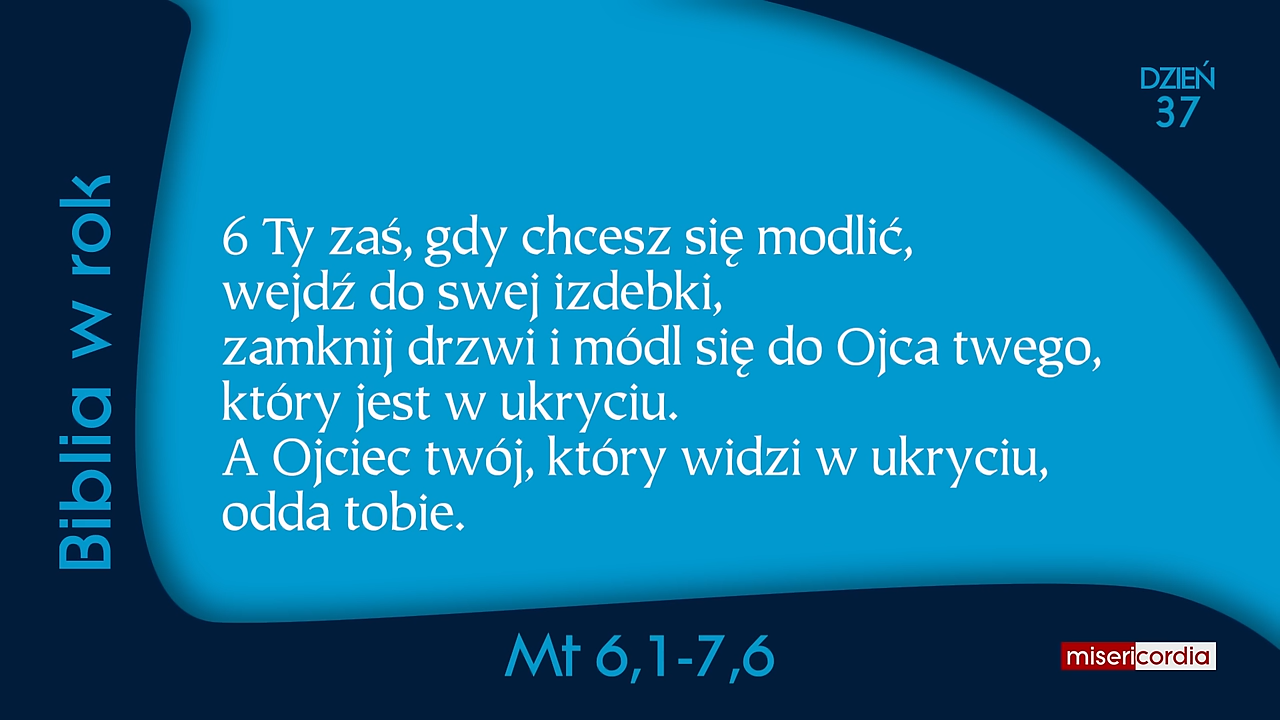 DZIEŃ
37
Biblia w rok
6 Ty zaś, gdy chcesz się modlić,
wejdź do swej izdebki,
zamknij drzwi i módl się do Ojca twego,
który jest w ukryciu.
A Ojciec twój, który widzi w ukryciu,
odda tobie.
Mt 6,1-7,6
misericordia